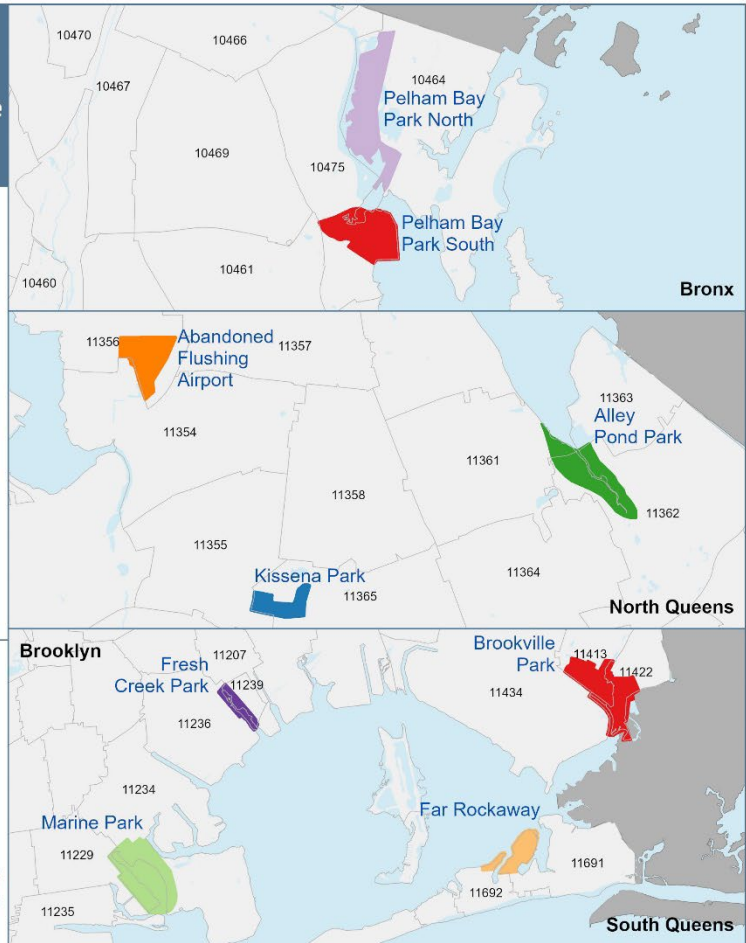 e
10470
10466
10467
10464
Pelham Bay
Park North
10469
10475
Pelham Bay
Park South
10461
10460
Bronx
11356
Abandoned
Flushing
Airport
11357
11363
Alley
Pond Park
11354
11361
11358
11362
11355
11364
Kissena Park
11365
North Queens
Brooklyn
11207
Fresh
Creek Park
11239
11236
Brookville
Park
11413
11422
11434
11234
Marine Park
Far Rockaway
11229
11691
11692
11235
South Queens